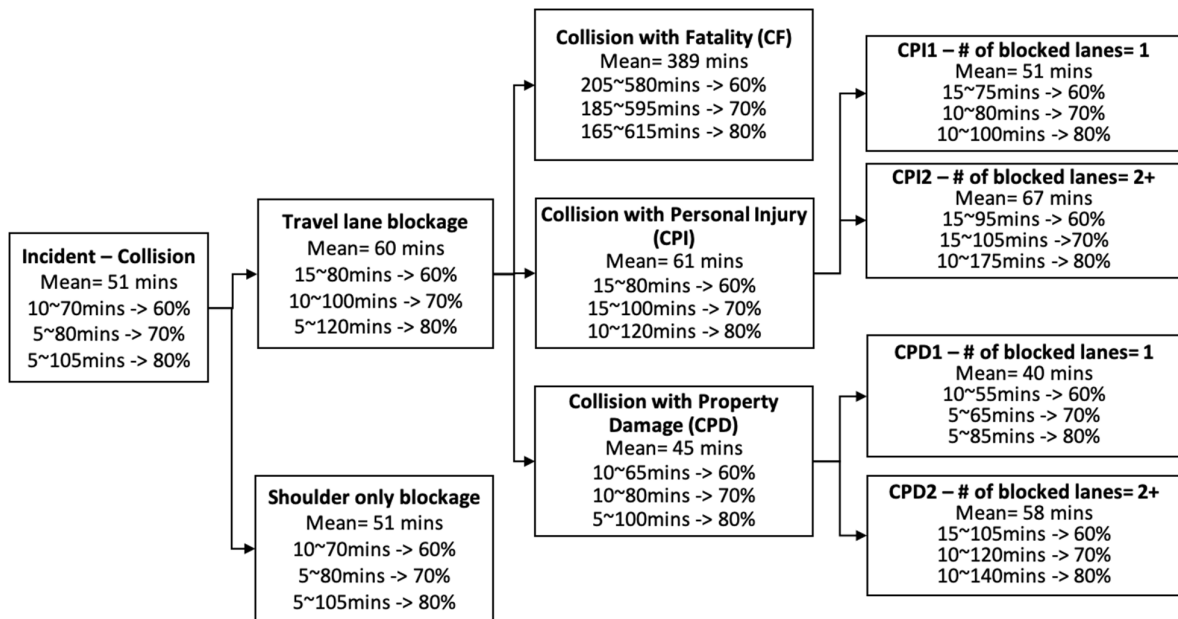 Incident – Collision
Mean= 51 mins
10~70mins -> 60%
5~80mins -> 70%
5~105mins -> 80%
Travel lane blockage
Mean= 60 mins
15~80mins -> 60%
10~100mins -> 70%
5~120mins -> 80%
Shoulder only blockage
Mean= 51 mins
10~70mins -> 60%
5~80mins -> 70%
5~105mins -> 80%
Collision with Fatality (CF)
Mean= 389 mins
205~580mins -> 60%
185~595mins -> 70%
165~615mins -> 80%
Collision with Personal Injury
(CPI)
Mean= 61 mins
15~80mins -> 60%
15~100mins -> 70%
10~120mins -> 80%
Collision with Property
Damage (CPD)
Mean= 45 mins
10~65mins -> 60%
10~80mins -> 70%
5~100mins -> 80%
CPI1 – # of blocked lanes= 1
Mean= 51 mins
15~75mins -> 60%
10~80mins -> 70%
10~100mins -> 80%
CPI2 – # of blocked lanes= 2+
Mean= 67 mins
15~95mins -> 60%
15~105mins ->70%
10~175mins -> 80%
CPD1 – # of blocked lanes= 1
Mean= 40 mins
10~55mins -> 60%
5~65mins -> 70%
5~85mins -> 80%
CPD2 – # of blocked lanes= 2+
Mean= 58 mins
15~105mins -> 60%
10~120mins -> 70%
10~140mins -> 80%